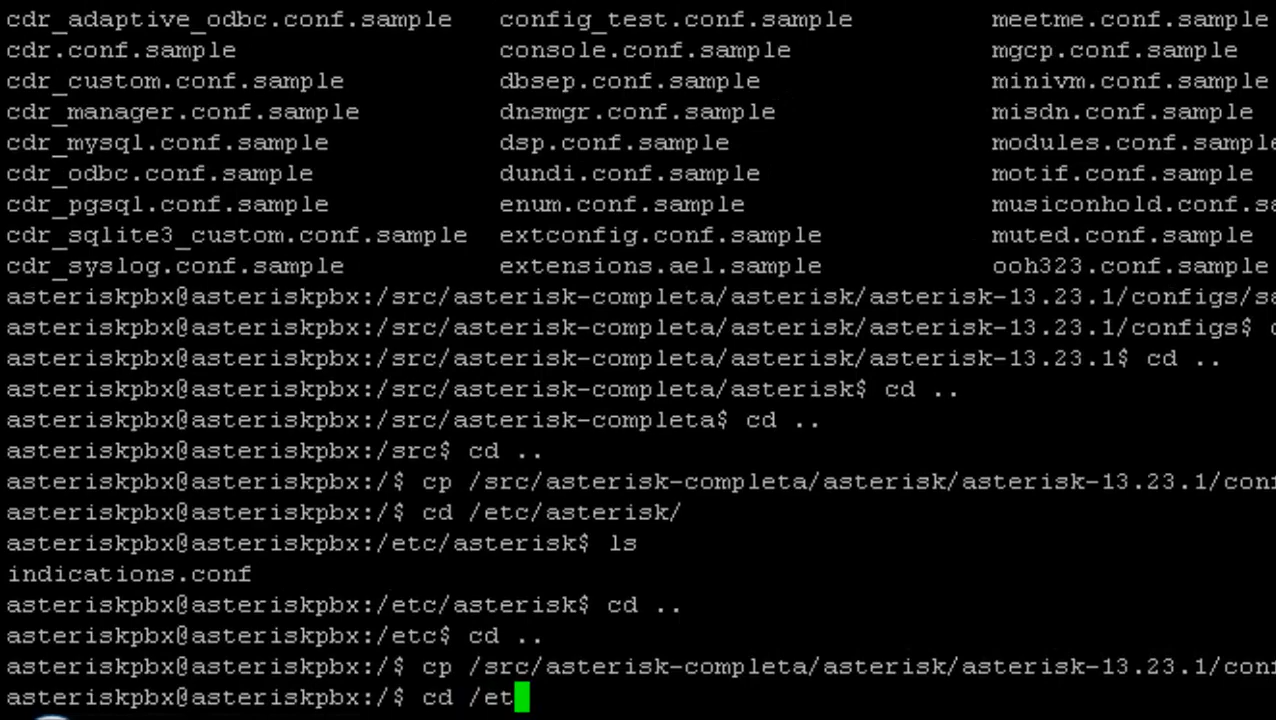 cdr_adaptive_odbc.conf.sample config_test.conf.sample meetme.conf.sample
cdr.conf.sample console.conf.sample mgcp.conf.sample
cdr_custom.conf.sample dbsep.conf.sample minivm.conf.sample
cdr_manager.conf.sample dnsmgr.conf.sample misdn.conf.sample
cdr_mysql.conf.sample dsp.conf.sample modules.conf.sampl
cdr_odbc.conf.sample dundi.conf.sample motif.conf.sample
cdr_pgsql.conf.sample enum.conf.sample musiconhold.conf.sa
cdr_sqlite3_custom.conf.sample extconfig.conf.sample muted.conf.sample
cdr_syslog.conf.sample extensions.ael.sample ooh323.conf.sample
asteriskpbx@asteriskpbx:/src/asterisk-completa/asterisk/asterisk-13.23.1/configs/sa
asteriskpbx@asteriskpbx:/src/asterisk-completa/asterisk/asterisk-13.23.1/configs$ c
asteriskpbx@asteriskpbx:/src/asterisk-completa/asterisk/asterisk-13.23.1$ cd ..
asteriskpbx@asteriskpbx:/src/asterisk-completa/asterisk$ cd ..
asteriskpbx@asteriskpbx:/src/asterisk-completa$ cd ..
asteriskpbx@asteriskpbx:/src$ cd ..
asteriskpbx@asteriskpbx:/$ cp /src/asterisk-completa/asterisk/asterisk-13.23.1/conf
asteriskpbx@asteriskpbx:/$ cd /etc/asterisk/
asteriskpbx@asteriskpbx:/etc/asterisk$ ls
indications.conf
asteriskpbx@asteriskpbx:/etc/asterisk$ cd ..
asteriskpbx@asteriskpbx:/etc$ cd ..
asteriskpbx@asteriskpbx:/$ cp /src/asterisk-completa/asterisk/asterisk-13.23.1/conf
asteriskpbx@asteriskpbx:/$ cd /et